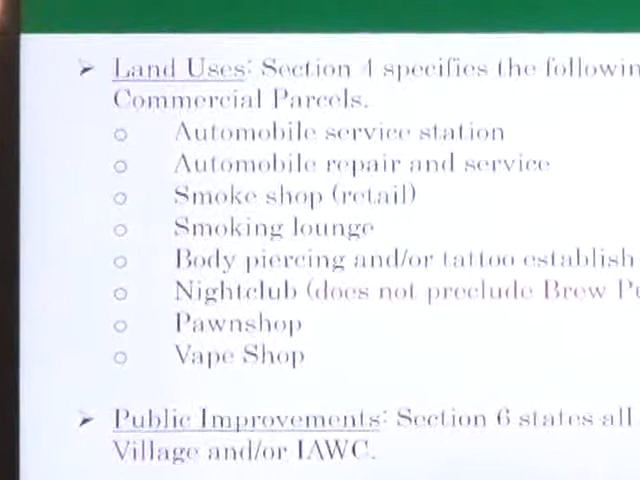 ➢ Land Uses: Section 4 specifies the followin
Commercial Parcels.
o Automobile service station
o Automobile repair and service
o Smoke shop (retail)
o Smoking lounge
o Body piercing and/or tattoo establish
o Nightclub (does not preclude Brew Pu
o Pawnshop
o Vape Shop
➢ Public Improvements: Section 6 states all
Village and/or IAWC.